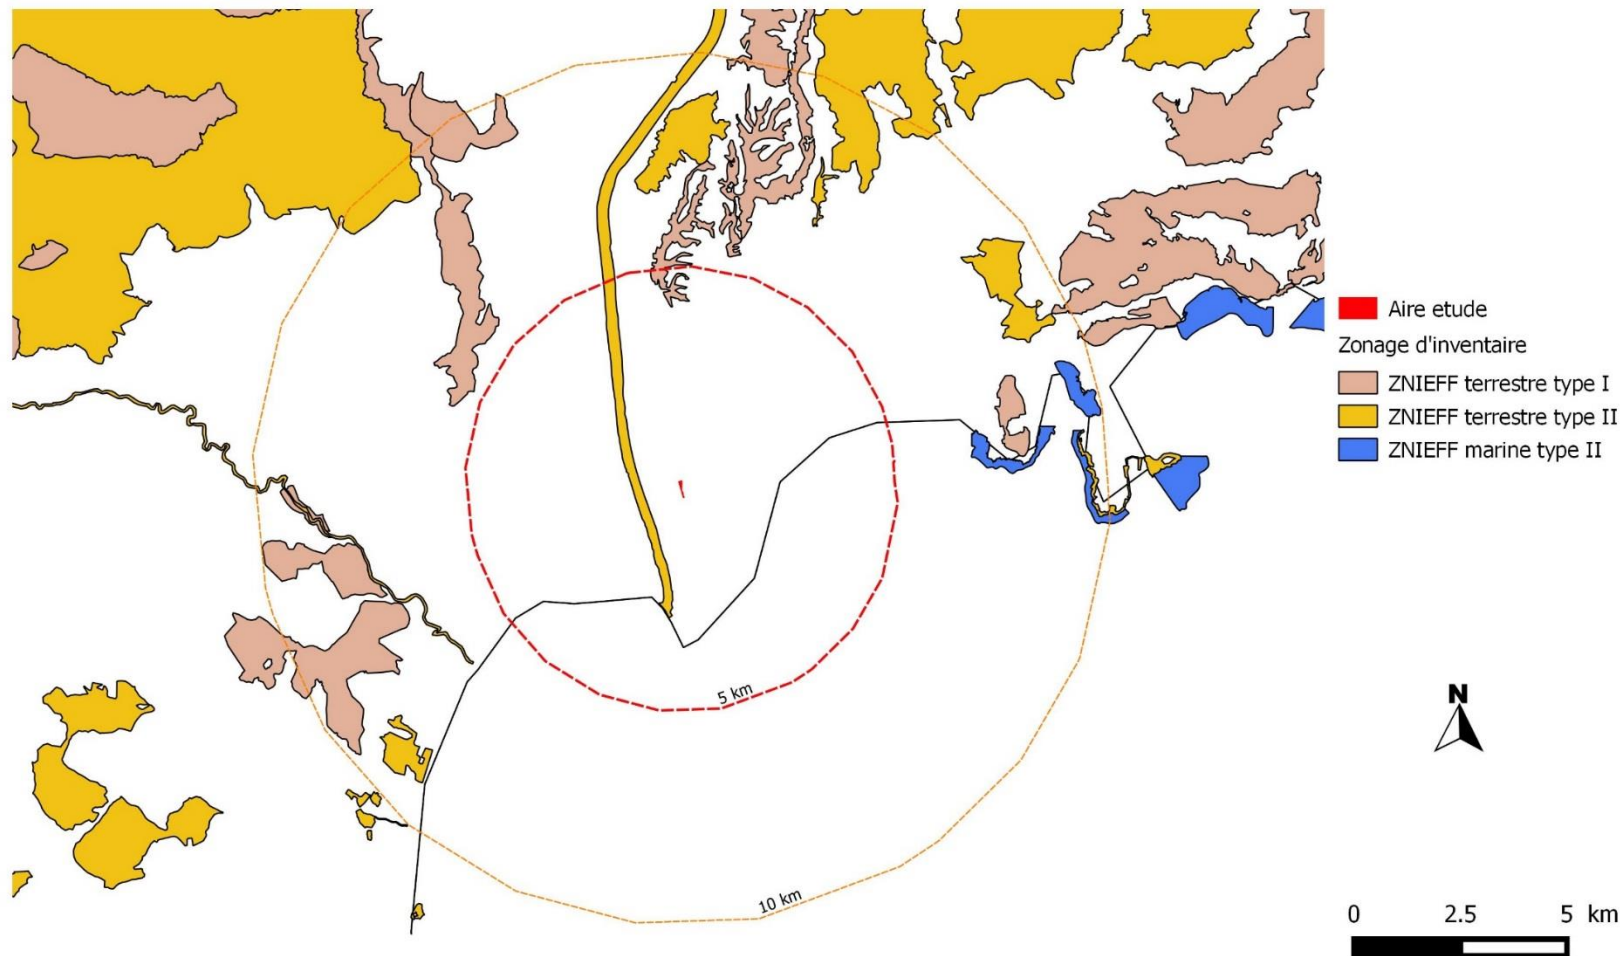 Aire etude
Zonage d'inventaire
ZNIEFF terrestre type I
ZNIEFF terrestre type II
ZNIEFF marine type II
5 km
N
10 km
0 2.5 5 km